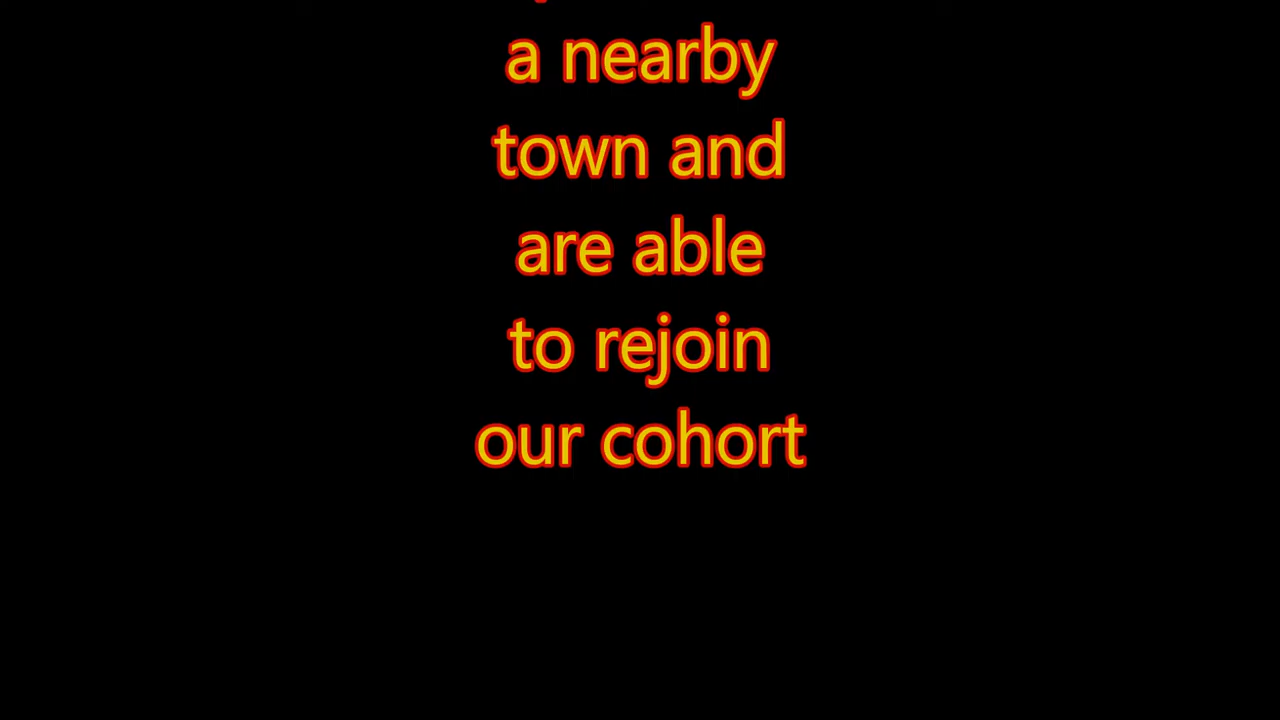 a nearby
town and
are able
to rejoin
our cohort